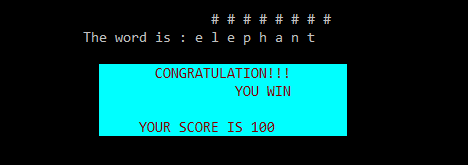 # # # # # # # #
The word is : e l e p h a n t
CONGRATULATION!!!
YOU WIN
YOUR SCORE IS 100